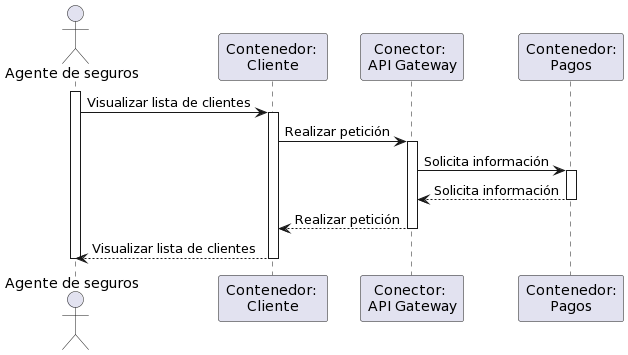 Agente de seguros
Contenedor:
Cliente
Conector:
API Gateway
Contenedor:
Pagos
Visualizar lista de clientes
Realizar petición
Solicita información
Solicita información
Realizar petición
Visualizar lista de clientes
Agente de seguros
Contenedor:
Cliente
Conector:
API Gateway
Contenedor:
Pagos